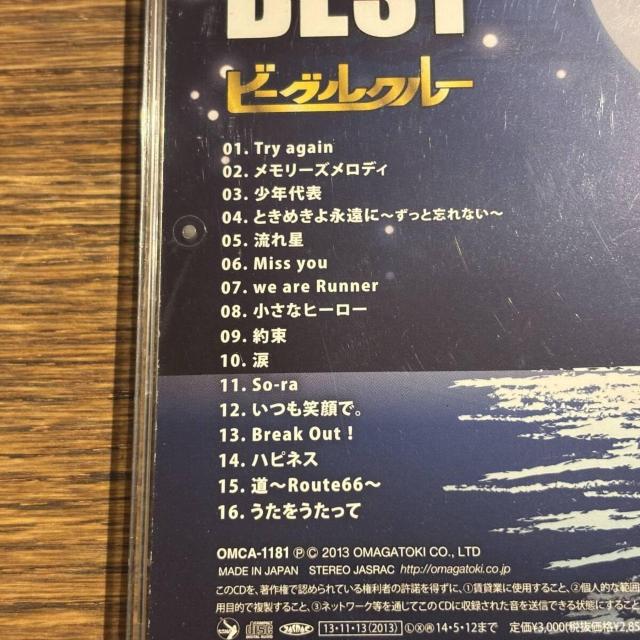 BEST
ビーグルクルー
01. Try again
02. メモリーズメロディ
03. 少年代表
04. ときめきよ永遠に〜ずっと忘れない〜
05. 流れ星
06. Miss you
07. we are Runner
08. 小さなヒーロー
09. 約束
10. 涙
11. So-ra
12. いつも笑顔で。
13. Break Out！
14. ハピネス
15. 道〜Route66〜
16. うたをうたって
OMCA-1181 ℗© 2013 OMAGATOKI CO., LTD
MADE IN JAPAN STEREO JASRAC http://omagatoki.co.jp
このCDを、著作権で認められている権利者の許諾を得ずに、①賃貸業に使用すること、②個人的な範囲
用目的で複製すること、③ネットワーク等を通じてこのCDに収録された音を送信できる状態にすること
disc 13・11・13(2013) 14・5・12まで 定価¥3,000(税抜価格¥2,85